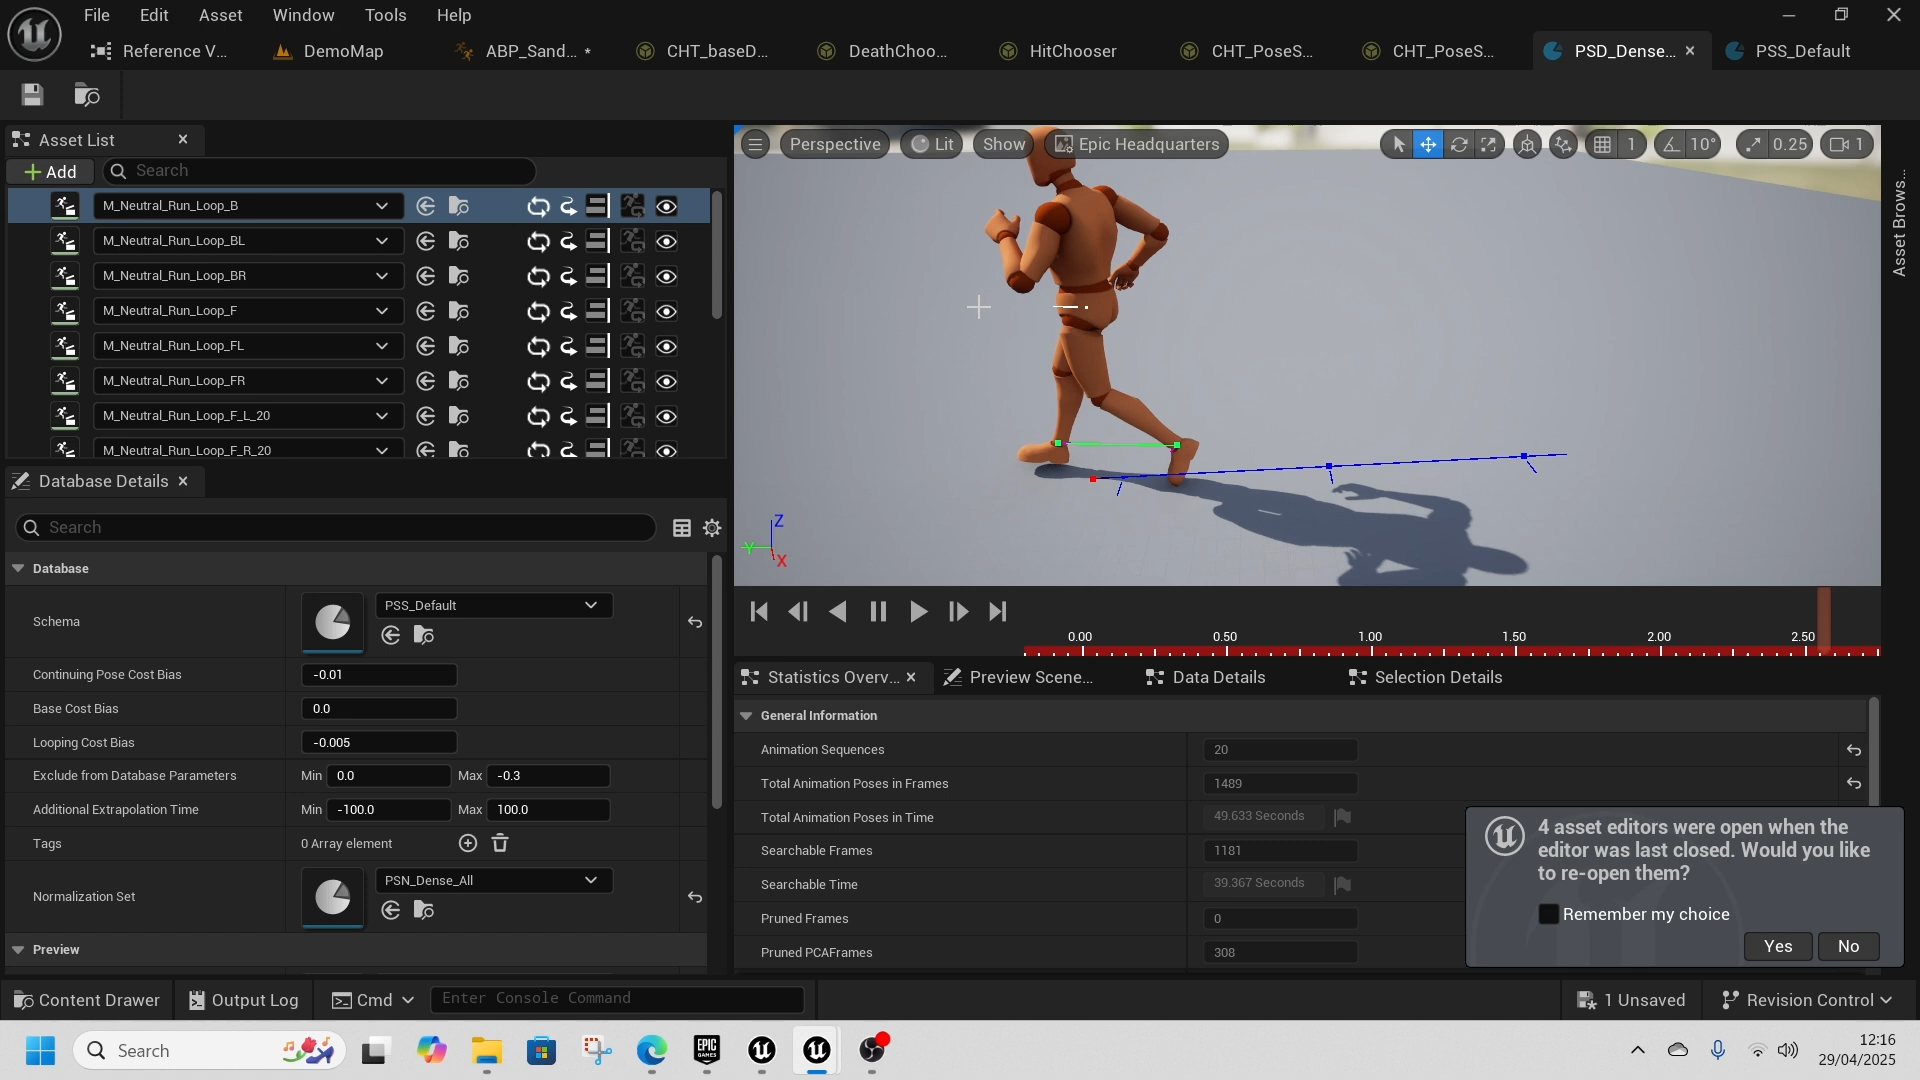 File Edit Asset Window Tools Help
Reference V... DemoMap ABP_Sand... * CHT_baseD... DeathChoo... HitChooser CHT_PoseS... CHT_PoseS... PSD_Dense... PSS_Default
Asset List
Add Search
M_Neutral_Run_Loop_B
M_Neutral_Run_Loop_BL
M_Neutral_Run_Loop_BR
M_Neutral_Run_Loop_F
M_Neutral_Run_Loop_FL
M_Neutral_Run_Loop_FR
M_Neutral_Run_Loop_F_L_20
M_Neutral_Run_Loop_F_R_20
Database Details
Search
Database
Schema PSS_Default
Continuing Pose Cost Bias -0.01
Base Cost Bias 0.0
Looping Cost Bias -0.005
Exclude from Database Parameters Min 0.0 Max -0.3
Additional Extrapolation Time Min -100.0 Max 100.0
Tags 0 Array element
Normalization Set PSN_Dense_All
Preview
Perspective Lit Show Epic Headquarters 1 10° 0.25 1
Asset Brows...
Z
Y
X
0.00 0.50 1.00 1.50 2.00 2.50
Statistics Overv... Preview Scene... Data Details Selection Details
General Information
Animation Sequences 20
Total Animation Poses in Frames 1489
Total Animation Poses in Time 49.633 Seconds
Searchable Frames 1181
Searchable Time 39.367 Seconds
Pruned Frames 0
Pruned PCAFrames 308
4 asset editors were open when the
editor was last closed. Would you like
to re-open them?
Remember my choice
Yes No
Content Drawer Output Log Cmd Enter Console Command 1 Unsaved Revision Control
Search
EPIC GAMES
12:16
29/04/2025